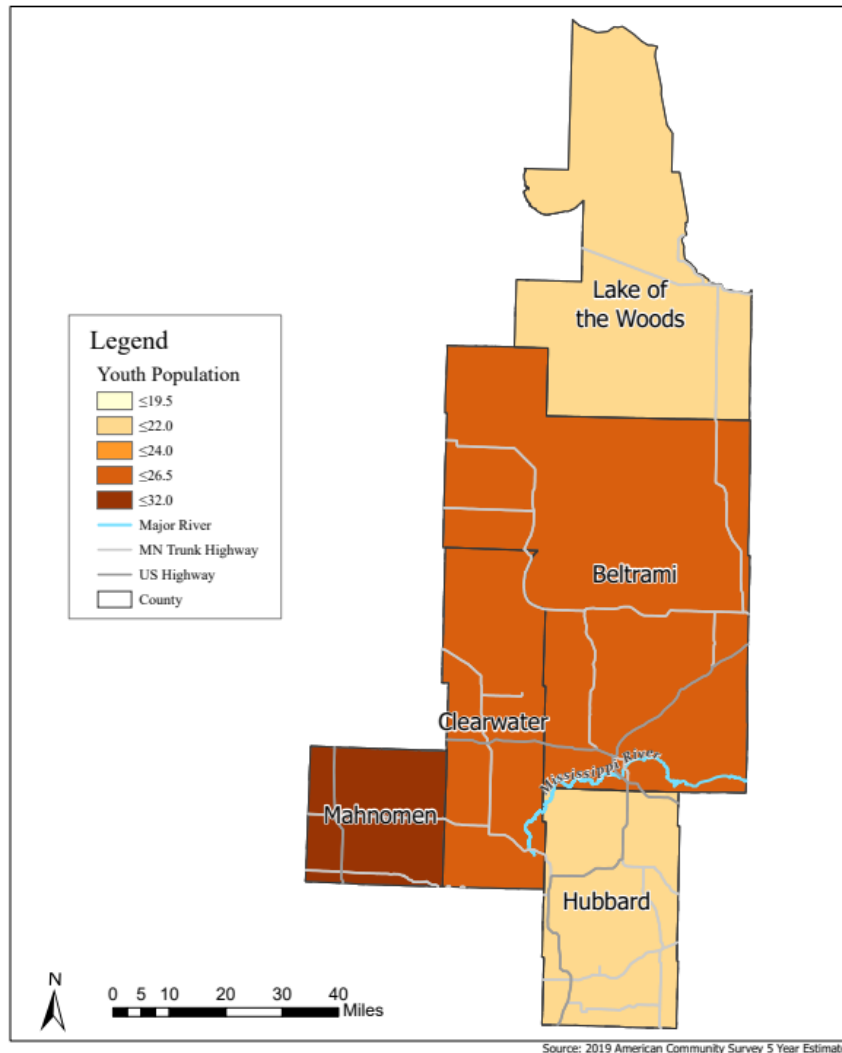 Lake of
the Woods
Legend
Youth Population
≤19.5
≤22.0
≤24.0
≤26.5
≤32.0
Major River
MN Trunk Highway
US Highway
County
Beltrami
Clearwater
Mississippi River
Mahnomen
Hubbard
N
0 5 10 20 30 40
Miles
Source: 2019 American Community Survey 5 Year Estimat